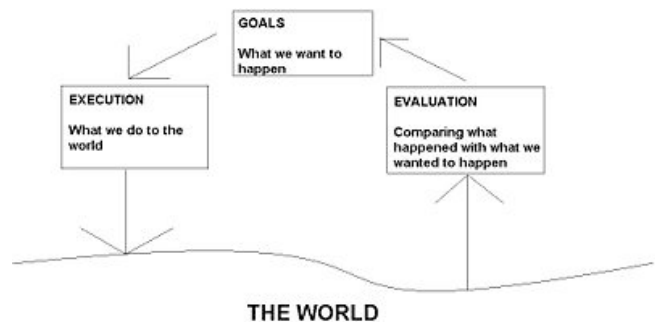 GOALS
What we want to
happen
EXECUTION
What we do to the
world
EVALUATION
Comparing what
happened with what we
wanted to happen
THE WORLD